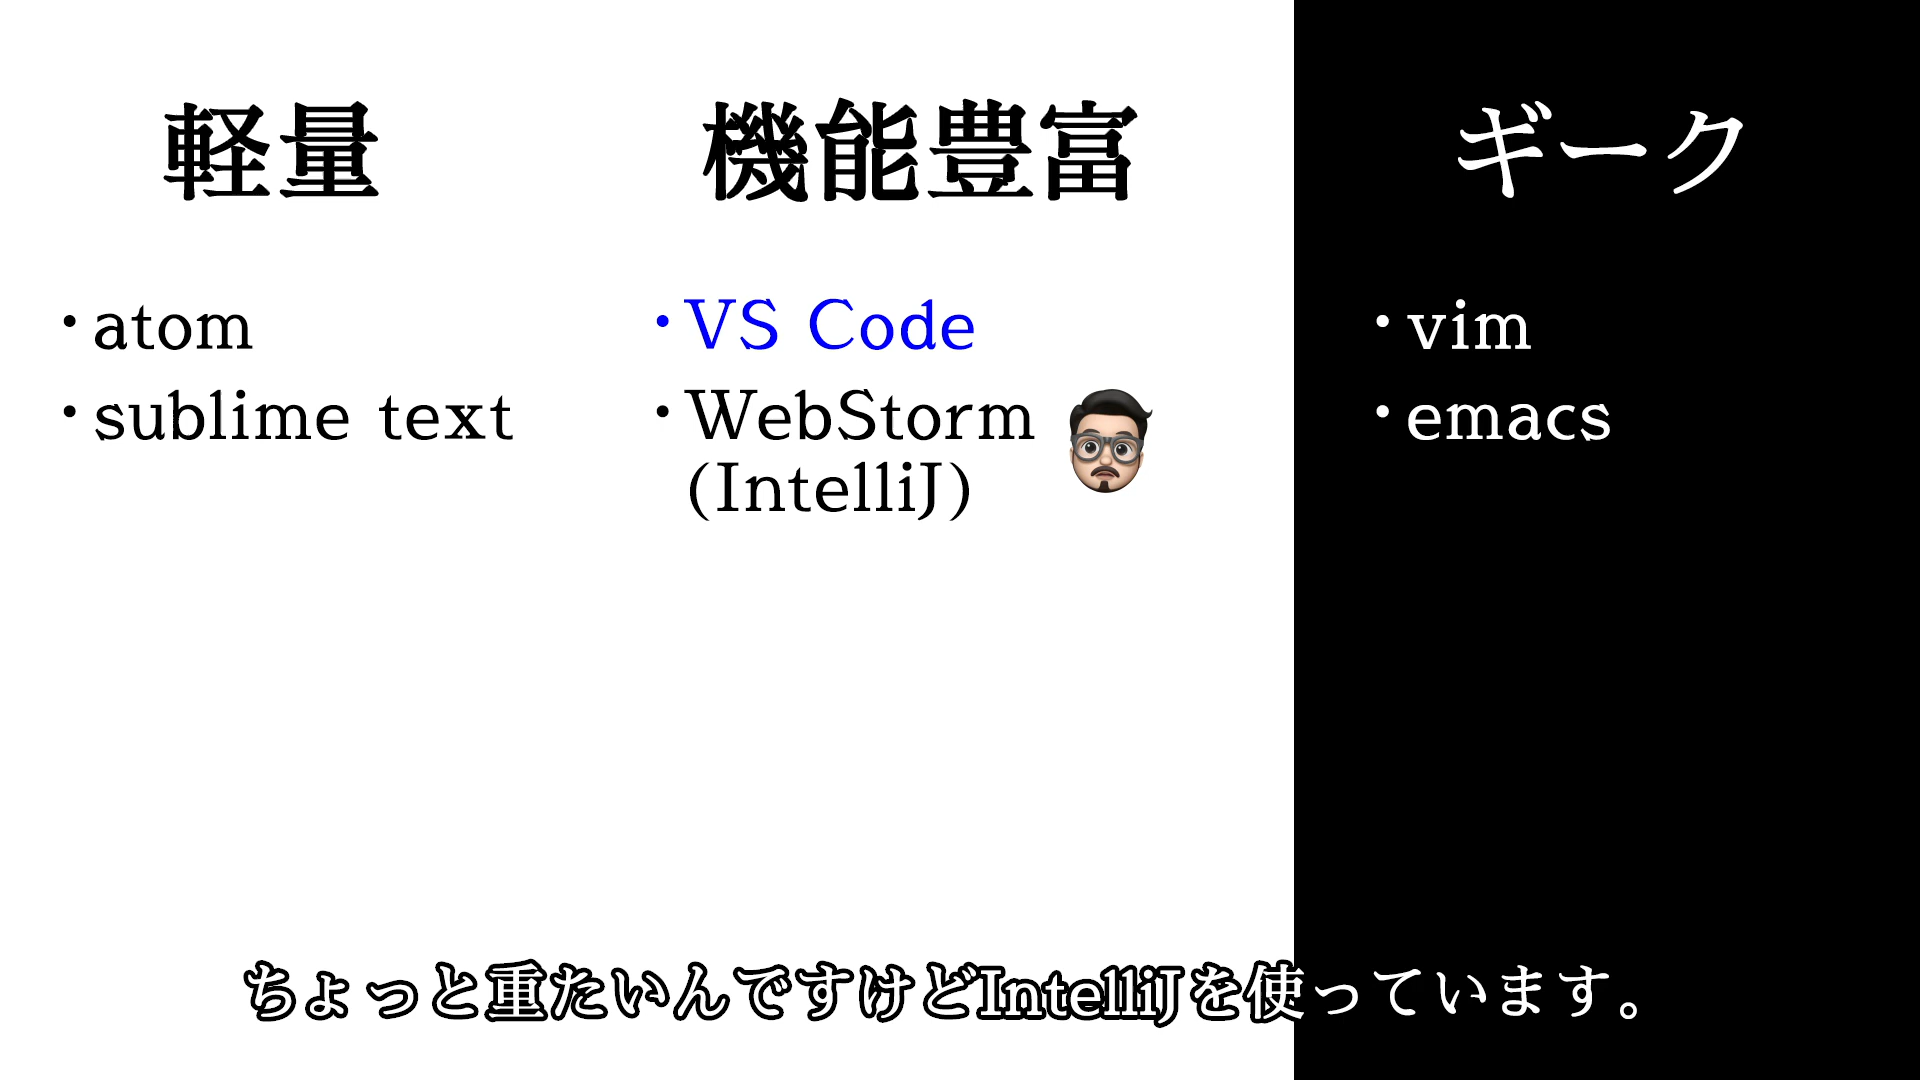 軽量
・atom
・sublime text
機能豊富
・VS Code
・WebStorm
(IntelliJ)
ギーク
・vim
・emacs
ちょっと重たいんですけどIntelliJを使っています。